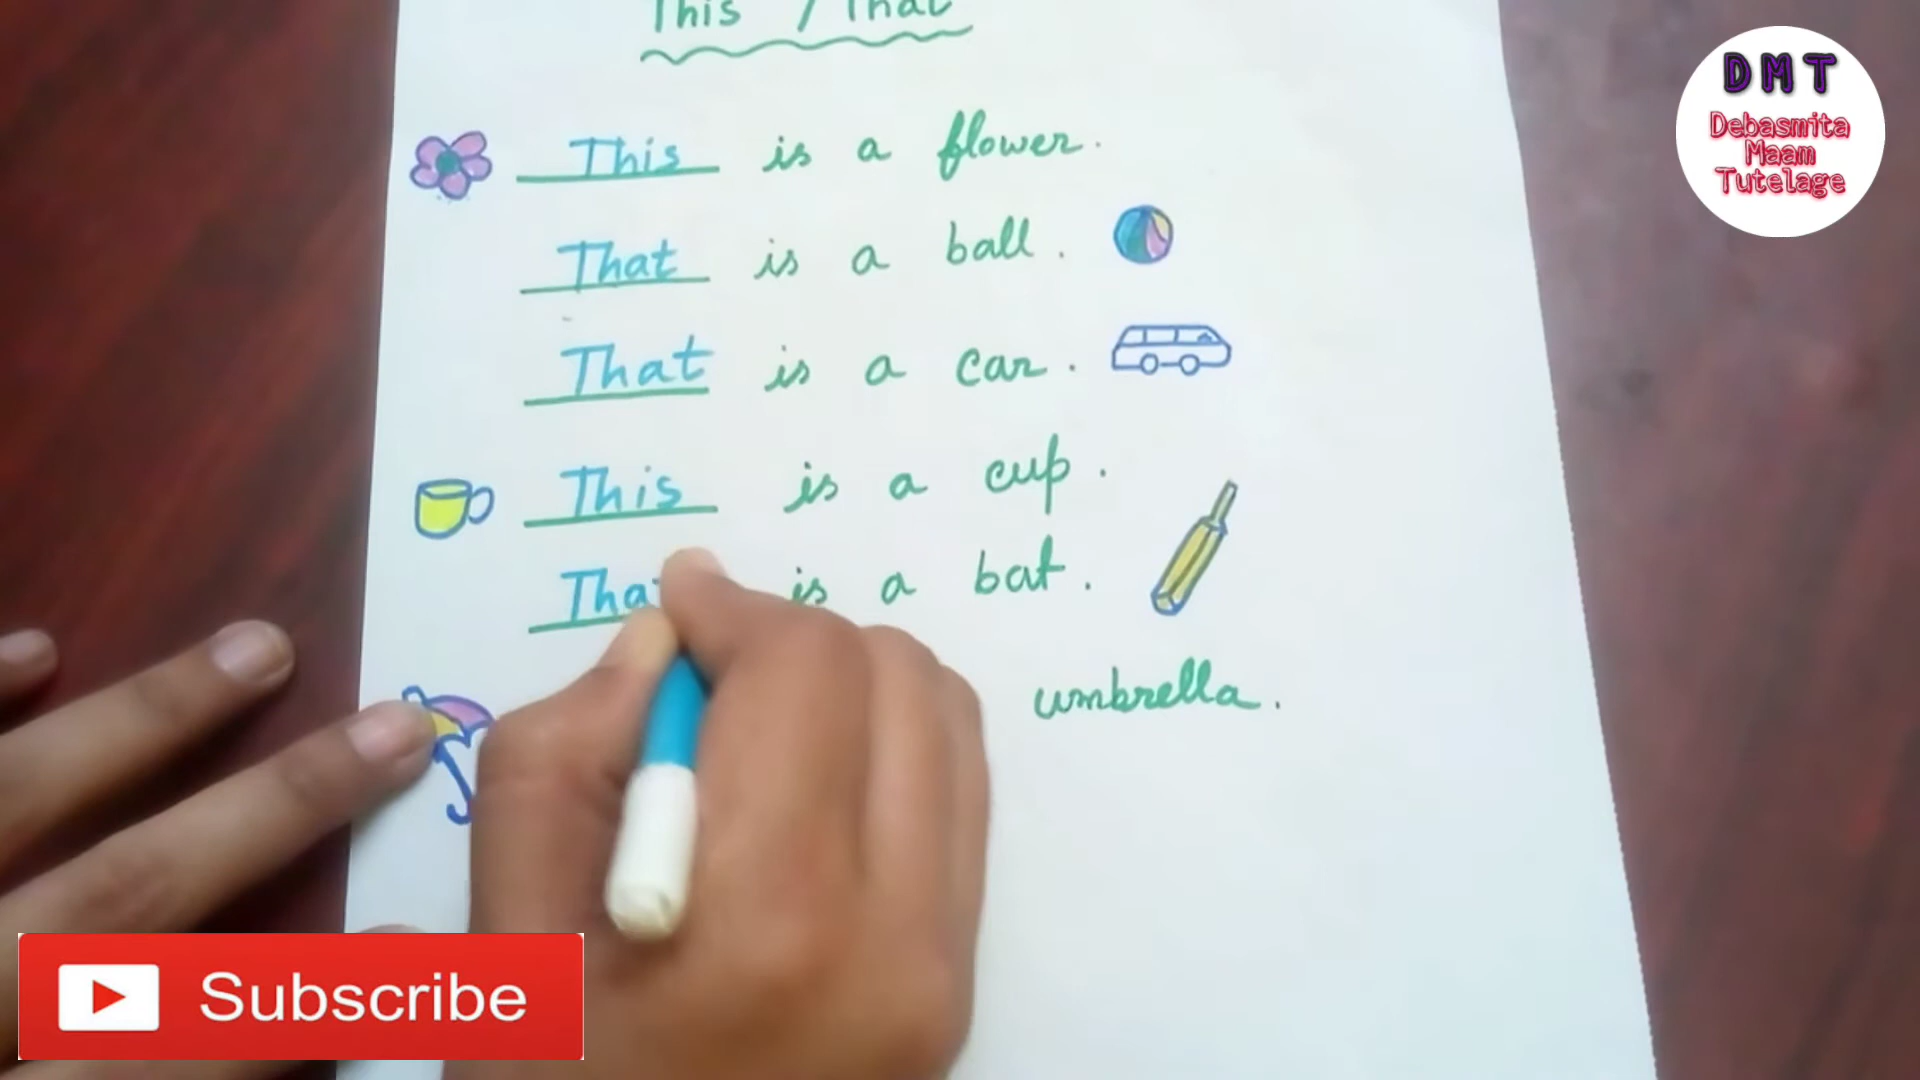 This / That
This is a flower.
That is a ball.
That is a car.
This is a cup.
That is a bat.
umbrella.
DMT
Debasmita
Maam
Tutelage
Subscribe